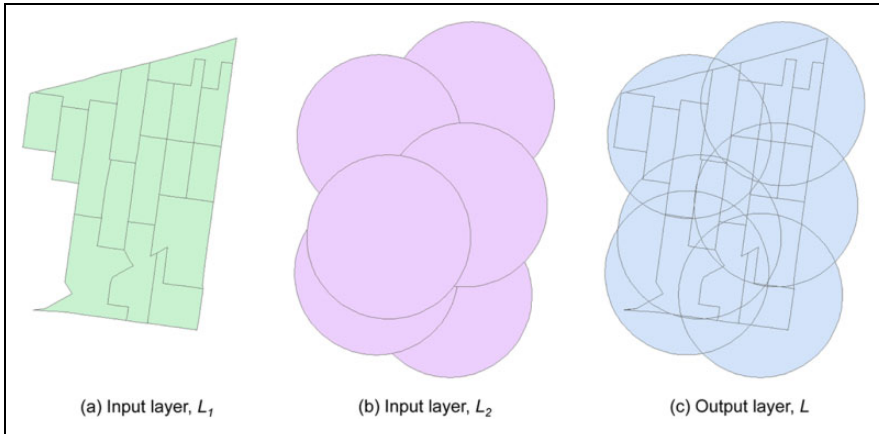 (a) Input layer, L1
(b) Input layer, L2
(c) Output layer, L